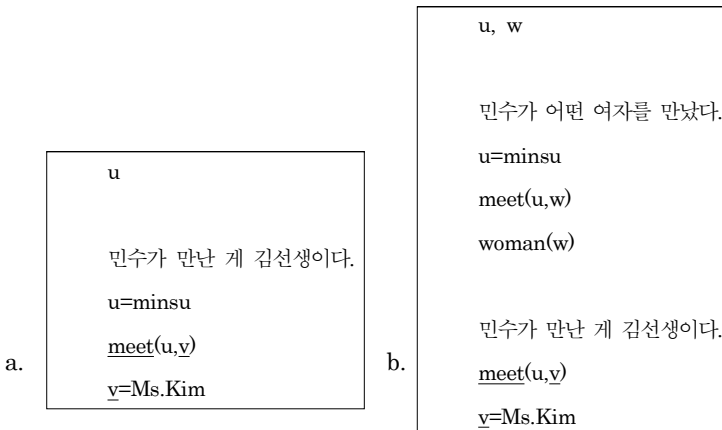 a.
u
민수가 만난 게 김선생이다.
u=minsu
meet(u,v)
v=Ms.Kim
b.
u, w
민수가 어떤 여자를 만났다.
u=minsu
meet(u,w)
woman(w)
민수가 만난 게 김선생이다.
meet(u,v)
v=Ms.Kim